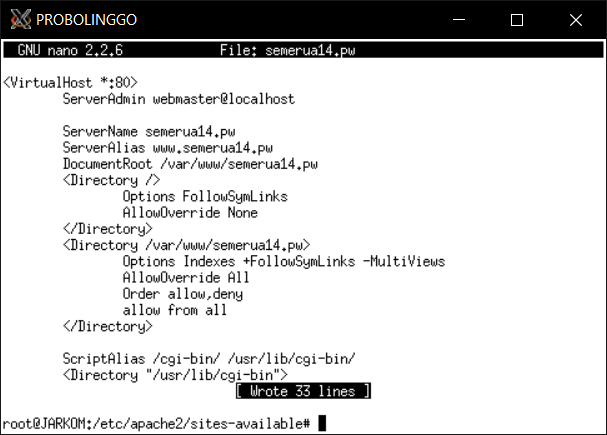 PROBOLINGGO
GNU nano 2.2.6 File: semerua14.pw
<VirtualHost *:80>
ServerAdmin webmaster@localhost
ServerName semerua14.pw
ServerAlias www.semerua14.pw
DocumentRoot /var/www/semerua14.pw
<Directory />
Options FollowSymLinks
AllowOverride None
</Directory>
<Directory /var/www/semerua14.pw>
Options Indexes +FollowSymLinks -MultiViews
AllowOverride All
Order allow,deny
allow from all
</Directory>
ScriptAlias /cgi-bin/ /usr/lib/cgi-bin/
<Directory "/usr/lib/cgi-bin">
[ Wrote 33 lines ]
root@JARKOM:/etc/apache2/sites-available#